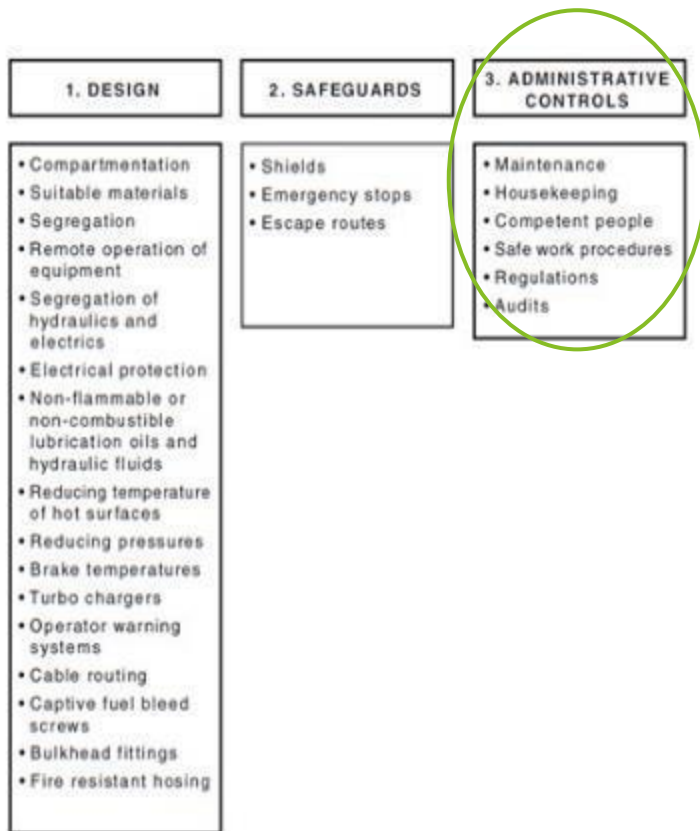 1. DESIGN
• Compartmentation
• Suitable materials
• Segregation
• Remote operation of
equipment
• Segregation of
hydraulics and
electrics
• Electrical protection
• Non-flammable or
non-combustible
lubrication oils and
hydraulic fluids
• Reducing temperature
of hot surfaces
• Reducing pressures
• Brake temperatures
• Turbo chargers
• Operator warning
systems
• Cable routing
• Captive fuel bleed
screws
• Bulkhead fittings
• Fire resistant hosing
2. SAFEGUARDS
• Shields
• Emergency stops
• Escape routes
3. ADMINISTRATIVE
CONTROLS
• Maintenance
• Housekeeping
• Competent people
• Safe work procedures
• Regulations
• Audits